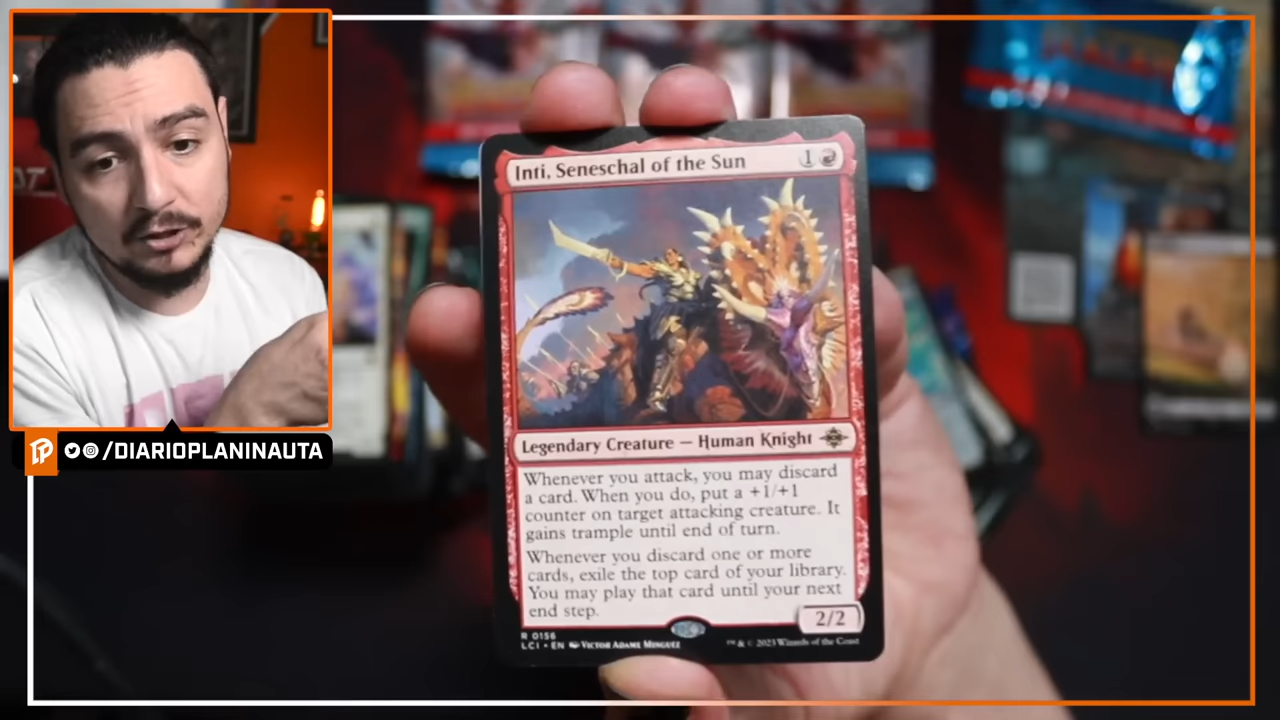 Inti, Seneschal of the Sun 1
Legendary Creature — Human Knight
Whenever you attack, you may discard
a card. When you do, put a +1/+1
counter on target attacking creature. It
gains trample until end of turn.
Whenever you discard one or more
cards, exile the top card of your library.
You may play that card until your next
end step.
2/2
R 0156
LCI • EN Victor Adame Minguez
™ & © 2023 Wizards of the Coast
/DIARIOPLANINAUTA